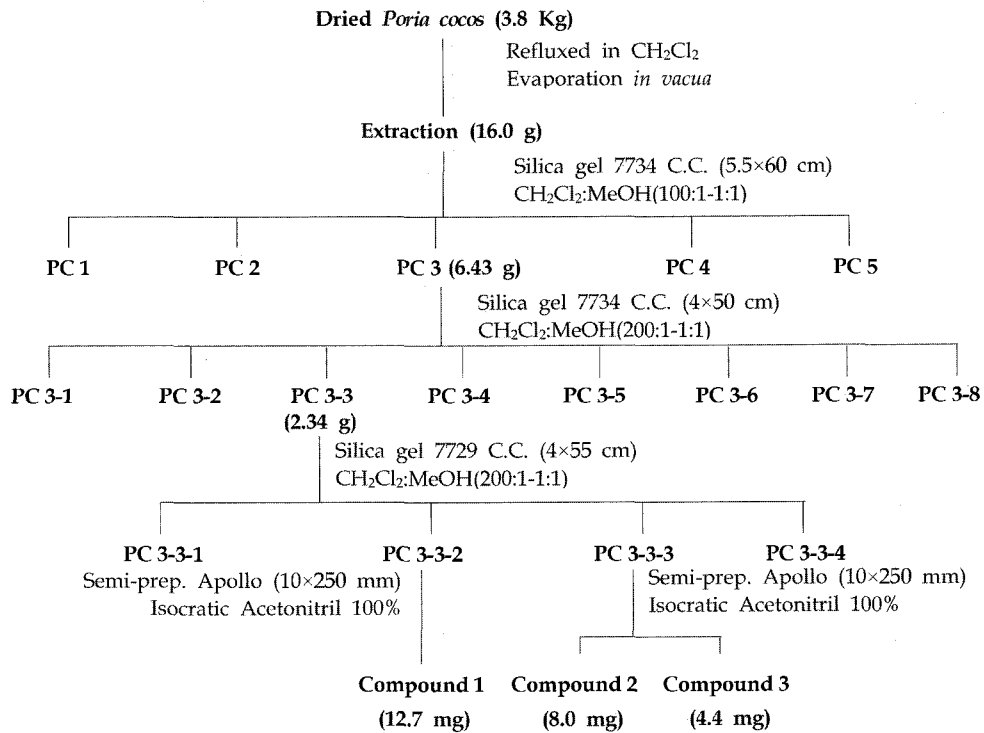 Dried Poria cocos (3.8 Kg)
Refluxed in CH₂Cl₂
Evaporation in vacua
Extraction (16.0 g)
Silica gel 7734 C.C. (5.5×60 cm)
CH₂Cl₂:MeOH(100:1-1:1)
PC 1 PC 2 PC 3 (6.43 g) PC 4 PC 5
Silica gel 7734 C.C. (4×50 cm)
CH₂Cl₂:MeOH(200:1-1:1)
PC 3-1 PC 3-2 PC 3-3 PC 3-4 PC 3-5 PC 3-6 PC 3-7 PC 3-8
(2.34 g)
Silica gel 7729 C.C. (4×55 cm)
CH₂Cl₂:MeOH(200:1-1:1)
PC 3-3-1 PC 3-3-2 PC 3-3-3 PC 3-3-4
Semi-prep. Apollo (10×250 mm) Semi-prep. Apollo (10×250 mm)
Isocratic Acetonitril 100% Isocratic Acetonitril 100%
Compound 1 Compound 2 Compound 3
(12.7 mg) (8.0 mg) (4.4 mg)